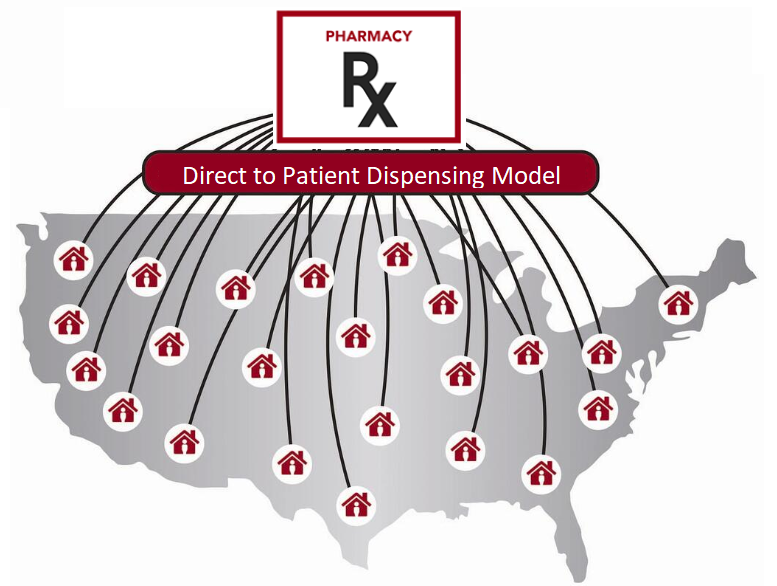 PHARMACY
Rx
Direct to Patient Dispensing Model